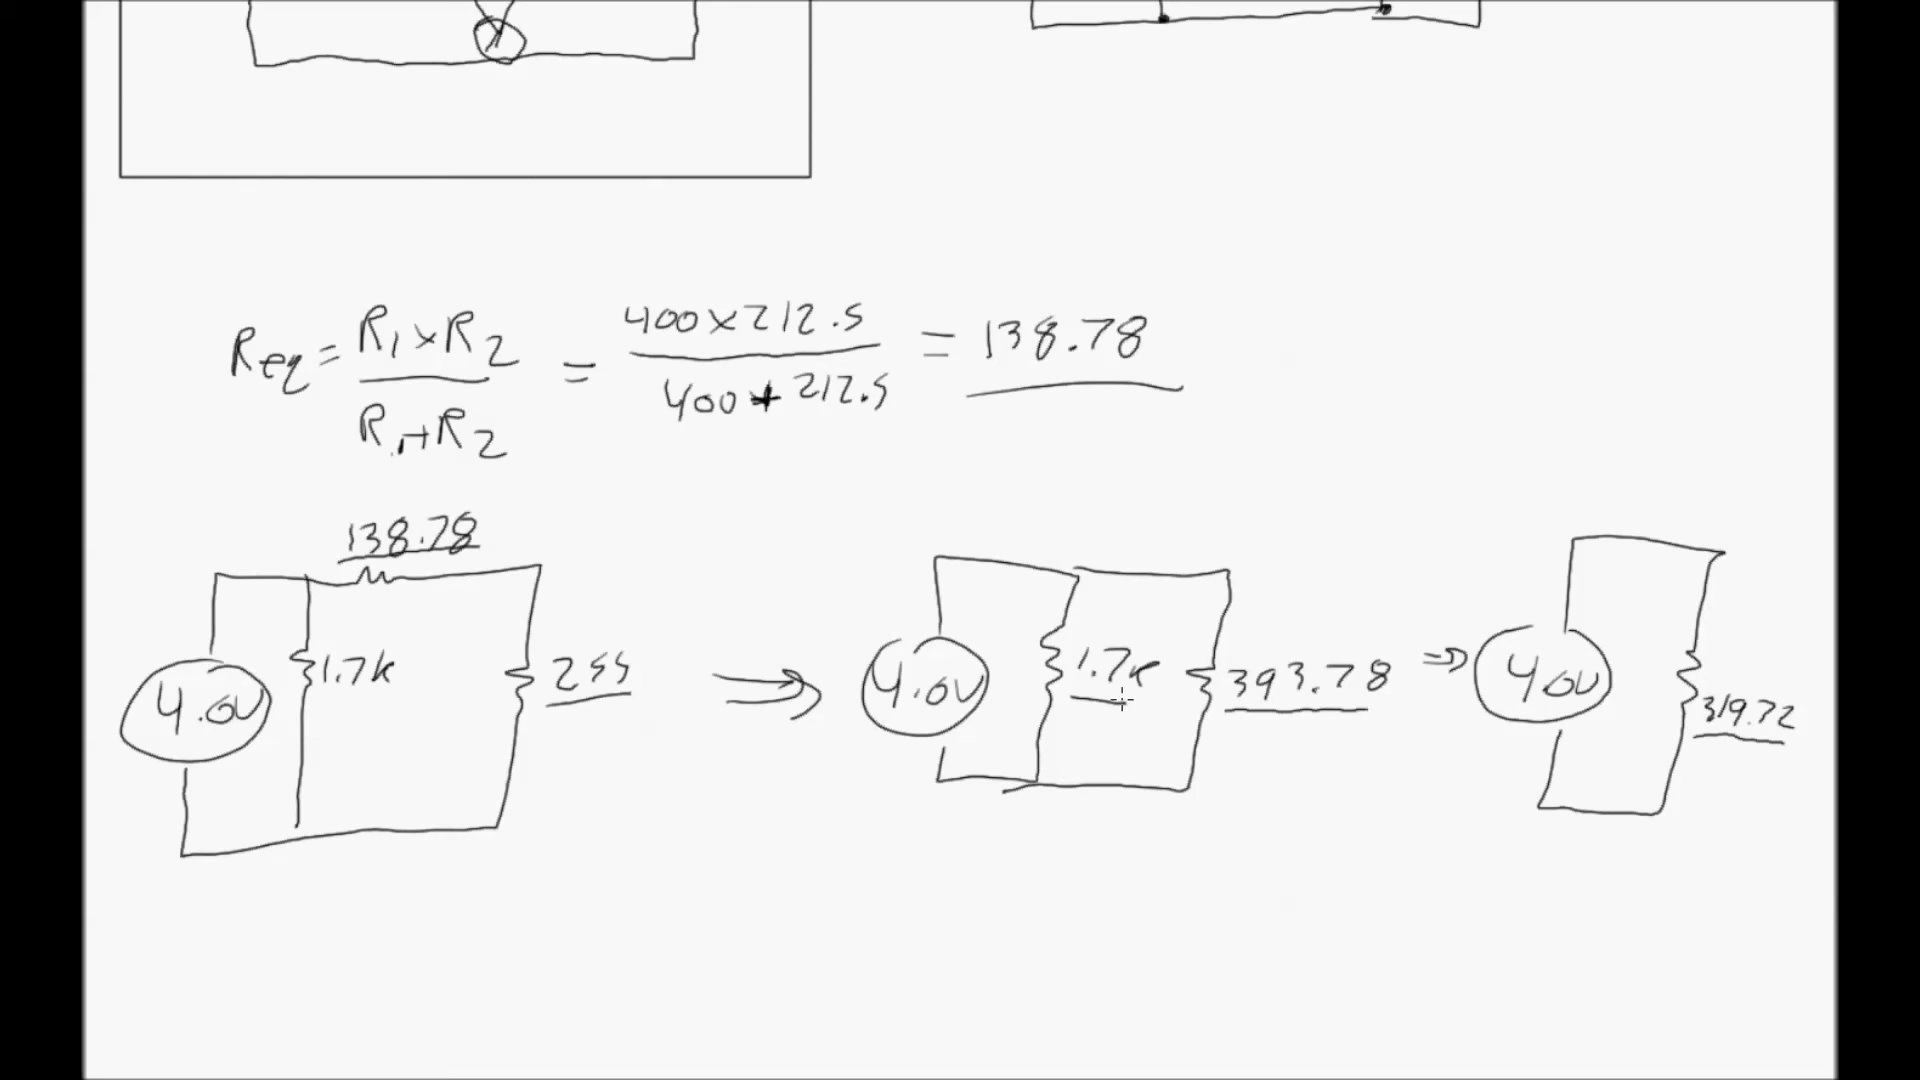 Req = R1 x R2 / R1 + R2 = 400 x 212.5 / 400 + 212.5 = 138.78
138.78
4.0V 1.7k 255 ⇒ 4.0V 1.7k 393.78 ⇒ 4.0V 319.72